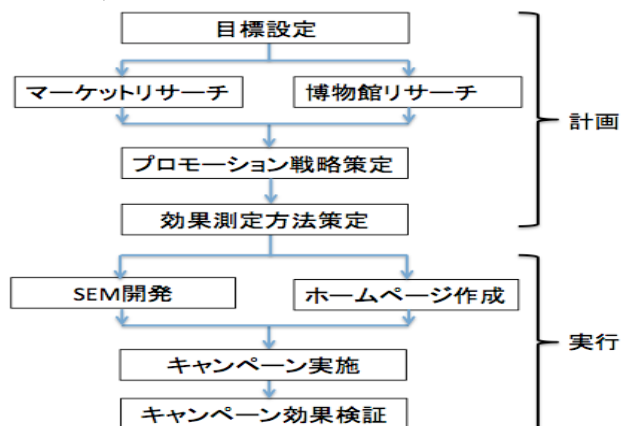 目標設定
マーケットリサーチ
博物館リサーチ
計画
プロモーション戦略策定
効果測定方法策定
SEM開発
ホームページ作成
実行
キャンペーン実施
キャンペーン効果検証